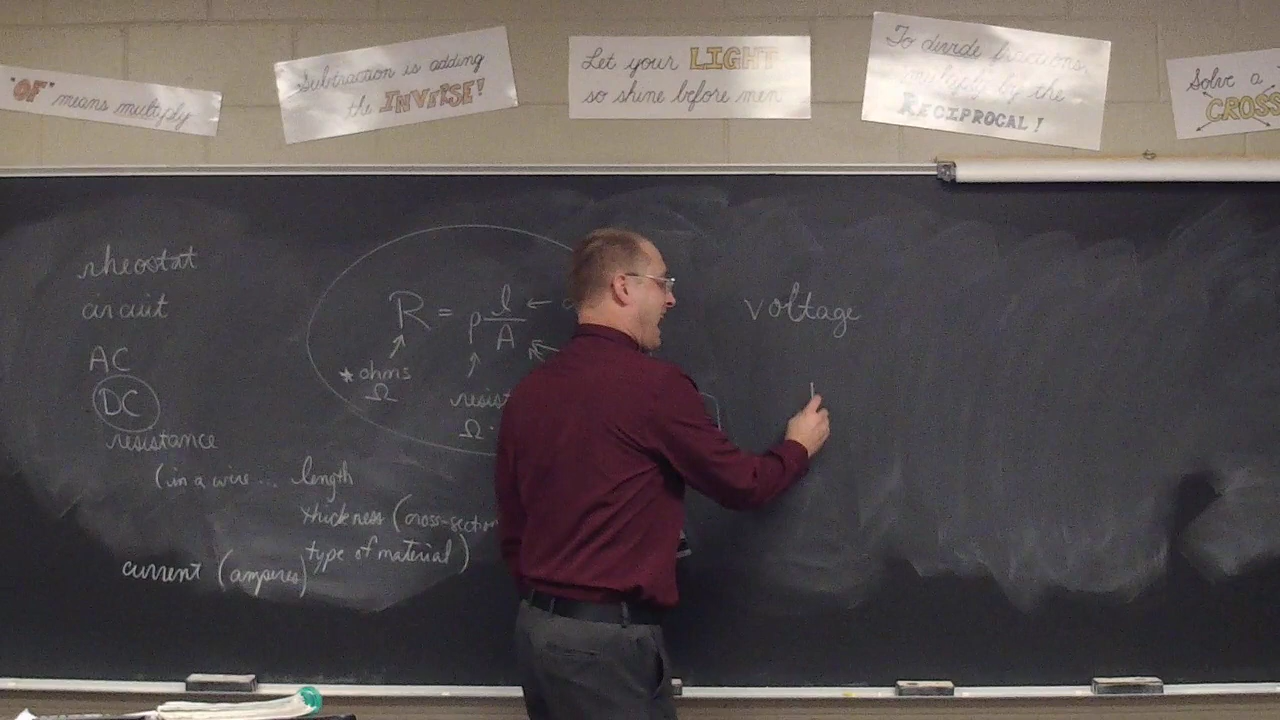 "OF" means multiply
Subtraction is adding
the INVERSE!
Let your LIGHT
so shine before men
To divide fractions,
multiply by the
RECIPROCAL!
Solve a
CROSS
rheostat
circuit
AC
DC
resistance
(in a wire... length
thickness (cross-section
type of material)
current (amperes)
R = ρ l/A
* ohms
Ω
resist
Ω·
voltage